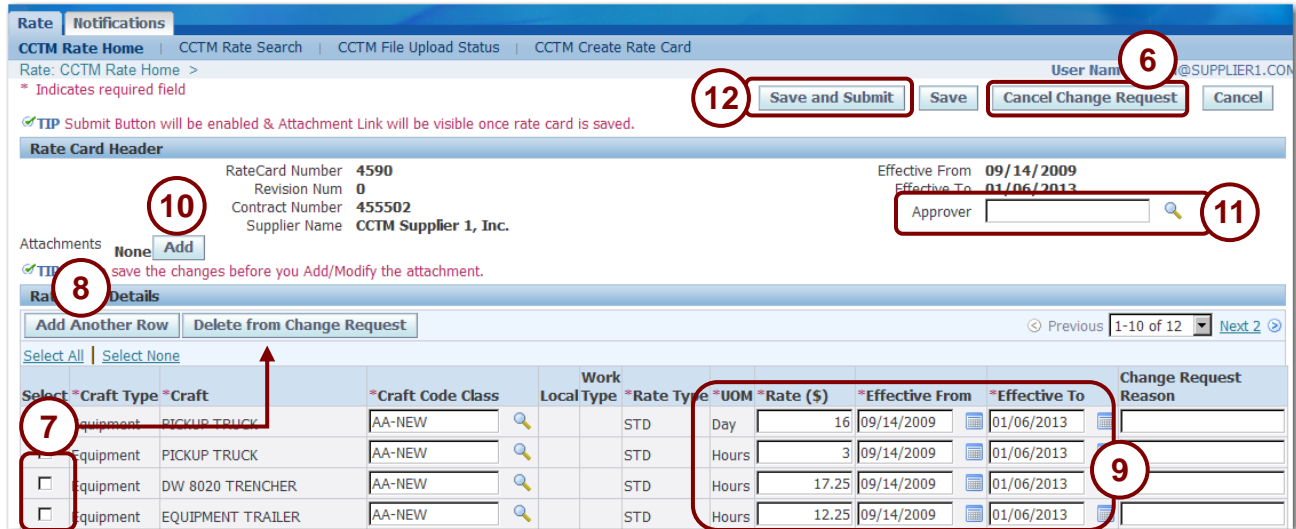 Rate Notifications
CCTM Rate Home | CCTM Rate Search | CCTM File Upload Status | CCTM Create Rate Card
Rate: CCTM Rate Home >
User Nam @SUPPLIER1.COM
6
* Indicates required field
12
Save and Submit Save Cancel Change Request Cancel
TIP Submit Button will be enabled & Attachment Link will be visible once rate card is saved.
Rate Card Header
RateCard Number 4590
Effective From 09/14/2009
Revision Num 0
Effective To 01/06/2013
Contract Number 455502
Approver
Supplier Name CCTM Supplier 1, Inc.
10
11
Attachments None Add
TIP save the changes before you Add/Modify the attachment.
8
Details
Add Another Row Delete from Change Request
Previous 1-10 of 12 Next 2
Select All | Select None
Select *Craft Type *Craft *Craft Code Class Local Work Type *Rate Type *UOM *Rate ($) *Effective From *Effective To Change Request Reason
7
Equipment PICKUP TRUCK AA-NEW STD Day 16 09/14/2009 01/06/2013
Equipment PICKUP TRUCK AA-NEW STD Hours 3 09/14/2009 01/06/2013
9
Equipment DW 8020 TRENCHER AA-NEW STD Hours 17.25 09/14/2009 01/06/2013
Equipment EQUIPMENT TRAILER AA-NEW STD Hours 12.25 09/14/2009 01/06/2013